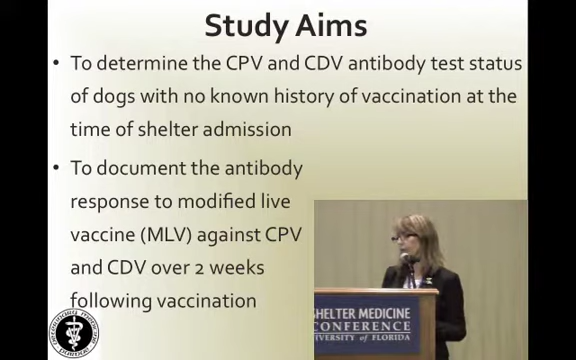 Study Aims
• To determine the CPV and CDV antibody test status
of dogs with no known history of vaccination at the
time of shelter admission
• To document the antibody
response to modified live
vaccine (MLV) against CPV
and CDV over 2 weeks
following vaccination
SHELTER MEDICINE
CONFERENCE
UNIVERSITY OF FLORIDA